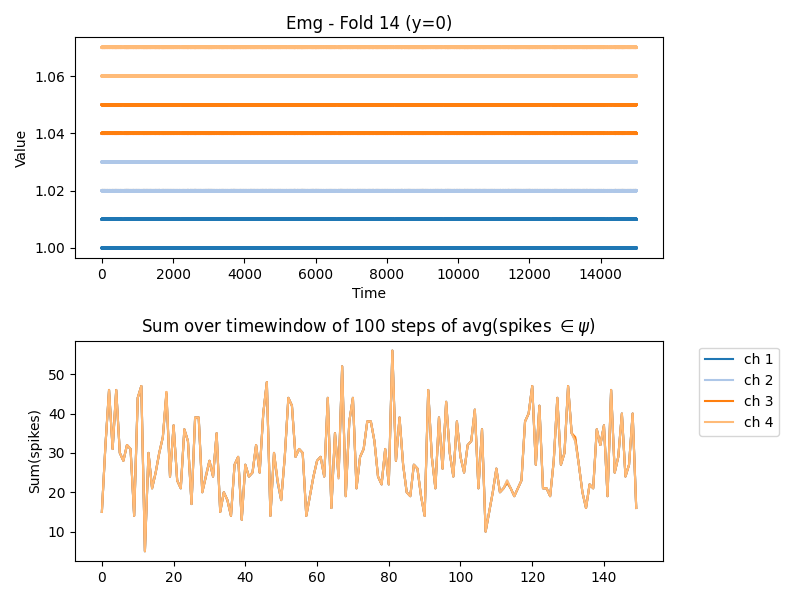 Emg - Fold 14 (y=0)
Value
1.06
1.04
1.02
1.00
0 2000 4000 6000 8000 10000 12000 14000
Time
Sum over timewindow of 100 steps of avg(spikes ∈ψ)
Sum(spikes)
50
40
30
20
10
0 20 40 60 80 100 120 140
ch 1
ch 2
ch 3
ch 4